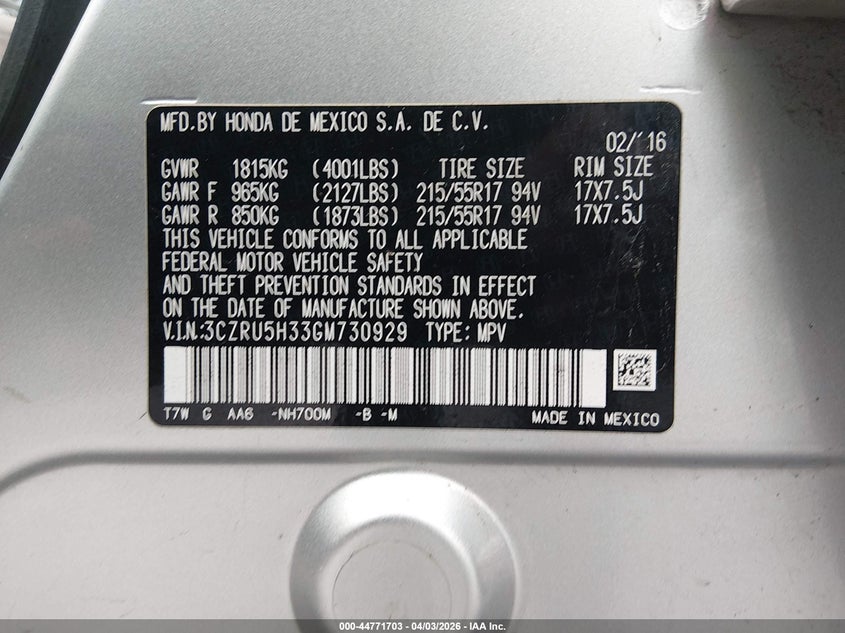 MFD.BY HONDA DE MEXICO S.A. DE C.V.
02/'16
GVWR 1815KG (4001LBS) TIRE SIZE RIM SIZE
GAWR F 965KG (2127LBS) 215/55R17 94V 17X7.5J
GAWR R 850KG (1873LBS) 215/55R17 94V 17X7.5J
THIS VEHICLE CONFORMS TO ALL APPLICABLE
FEDERAL MOTOR VEHICLE SAFETY
AND THEFT PREVENTION STANDARDS IN EFFECT
ON THE DATE OF MANUFACTURE SHOWN ABOVE.
V.I.N.:3CZRU5H33GM730929 TYPE: MPV
T7W G AA6 -NH700M -B -M MADE IN MEXICO
000-44771703 - 04/03/2026 - IAA Inc.